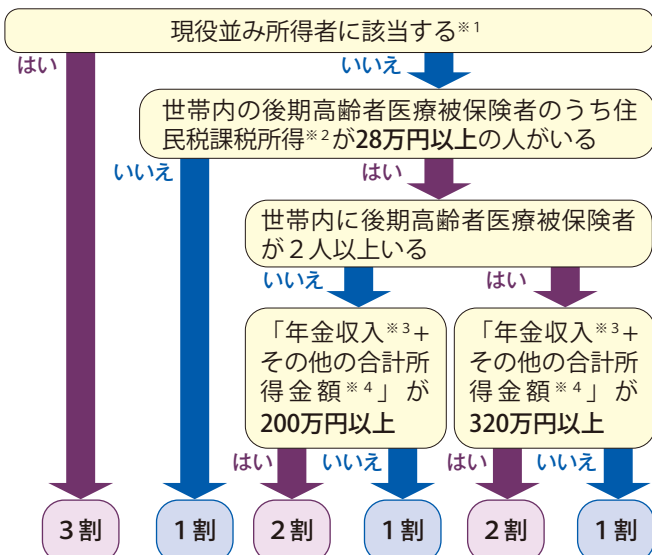 現役並み所得者に該当する※1
はい
いいえ
世帯内の後期高齢者医療被保険者のうち住
民税課税所得※2が28万円以上の人がいる
いいえ
はい
世帯内に後期高齢者医療被保険者
が2人以上いる
いいえ
はい
「年金収入※3+
その他の合計所
得金額※4」が
200万円以上
「年金収入※3+
その他の合計所
得金額※4」が
320万円以上
はい
いいえ
はい
いいえ
3割
1割
2割
1割
2割
1割